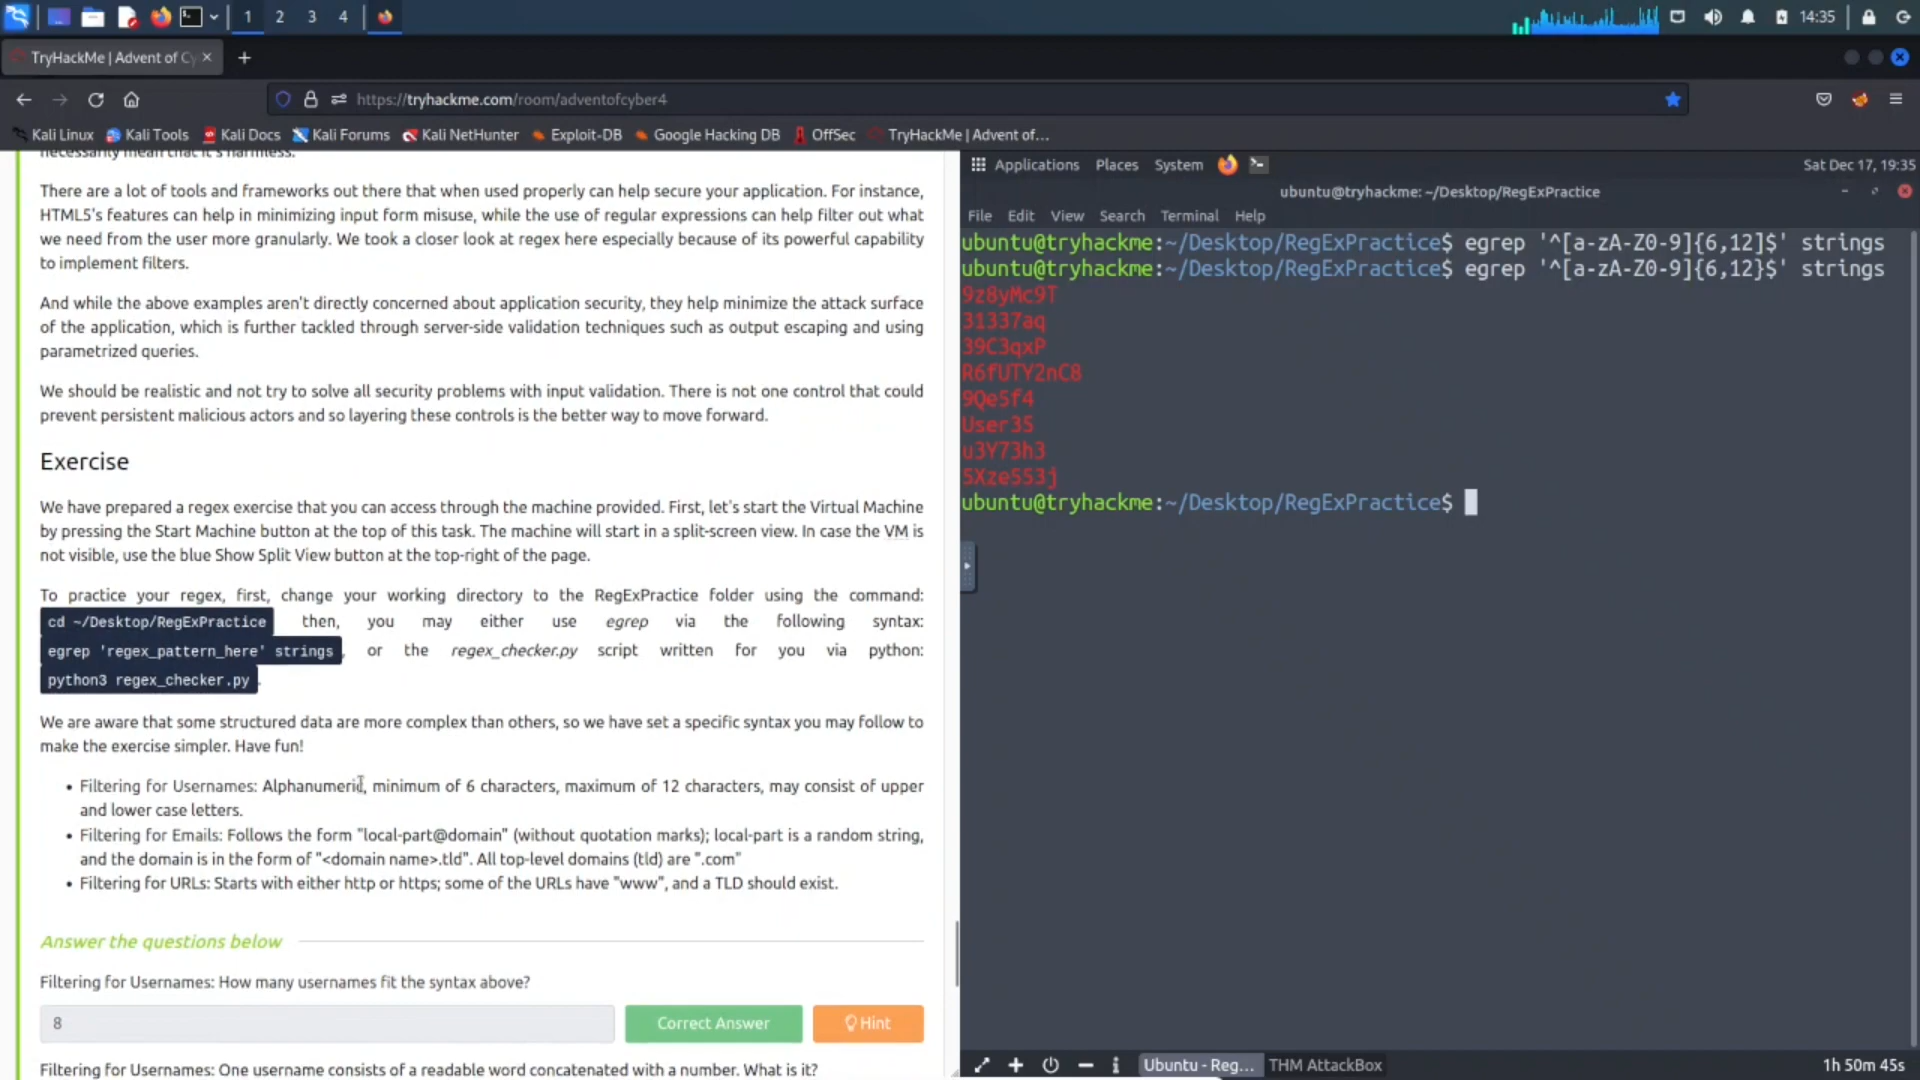 1 2 3 4 14:35
TryHackMe | Advent of Cy
https://tryhackme.com/room/adventofcyber4
Kali Linux Kali Tools Kali Docs Kali Forums Kali NetHunter Exploit-DB Google Hacking DB OffSec TryHackMe | Advent of...
necessarily mean that it's harmless.
There are a lot of tools and frameworks out there that when used properly can help secure your application. For instance,
HTML5's features can help in minimizing input form misuse, while the use of regular expressions can help filter out what
we need from the user more granularly. We took a closer look at regex here especially because of its powerful capability
to implement filters.
And while the above examples aren't directly concerned about application security, they help minimize the attack surface
of the application, which is further tackled through server-side validation techniques such as output escaping and using
parametrized queries.
We should be realistic and not try to solve all security problems with input validation. There is not one control that could
prevent persistent malicious actors and so layering these controls is the better way to move forward.
Exercise
We have prepared a regex exercise that you can access through the machine provided. First, let's start the Virtual Machine
by pressing the Start Machine button at the top of this task. The machine will start in a split-screen view. In case the VM is
not visible, use the blue Show Split View button at the top-right of the page.
To practice your regex, first, change your working directory to the RegExPractice folder using the command:
cd ~/Desktop/RegExPractice then, you may either use egrep via the following syntax:
egrep 'regex_pattern_here' strings , or the regex_checker.py script written for you via python:
python3 regex_checker.py .
We are aware that some structured data are more complex than others, so we have set a specific syntax you may follow to
make the exercise simpler. Have fun!
• Filtering for Usernames: Alphanumeric, minimum of 6 characters, maximum of 12 characters, may consist of upper
and lower case letters.
• Filtering for Emails: Follows the form "local-part@domain" (without quotation marks); local-part is a random string,
and the domain is in the form of "<domain name>.tld". All top-level domains (tld) are ".com"
• Filtering for URLs: Starts with either http or https; some of the URLs have "www", and a TLD should exist.
Answer the questions below
Filtering for Usernames: How many usernames fit the syntax above?
8 Correct Answer Hint
Filtering for Usernames: One username consists of a readable word concatenated with a number. What is it?
Applications Places System Sat Dec 17, 19:35
ubuntu@tryhackme: ~/Desktop/RegExPractice
File Edit View Search Terminal Help
ubuntu@tryhackme:~/Desktop/RegExPractice$ egrep '^[a-zA-Z0-9]{6,12]$' strings
ubuntu@tryhackme:~/Desktop/RegExPractice$ egrep '^[a-zA-Z0-9]{6,12}$' strings
9z8yMc9T
31337aq
39C3qxP
R6fUTY2nC8
9Qe5f4
User35
u3Y73h3
5Xze553j
ubuntu@tryhackme:~/Desktop/RegExPractice$
Ubuntu - Reg... THM AttackBox 1h 50m 45s